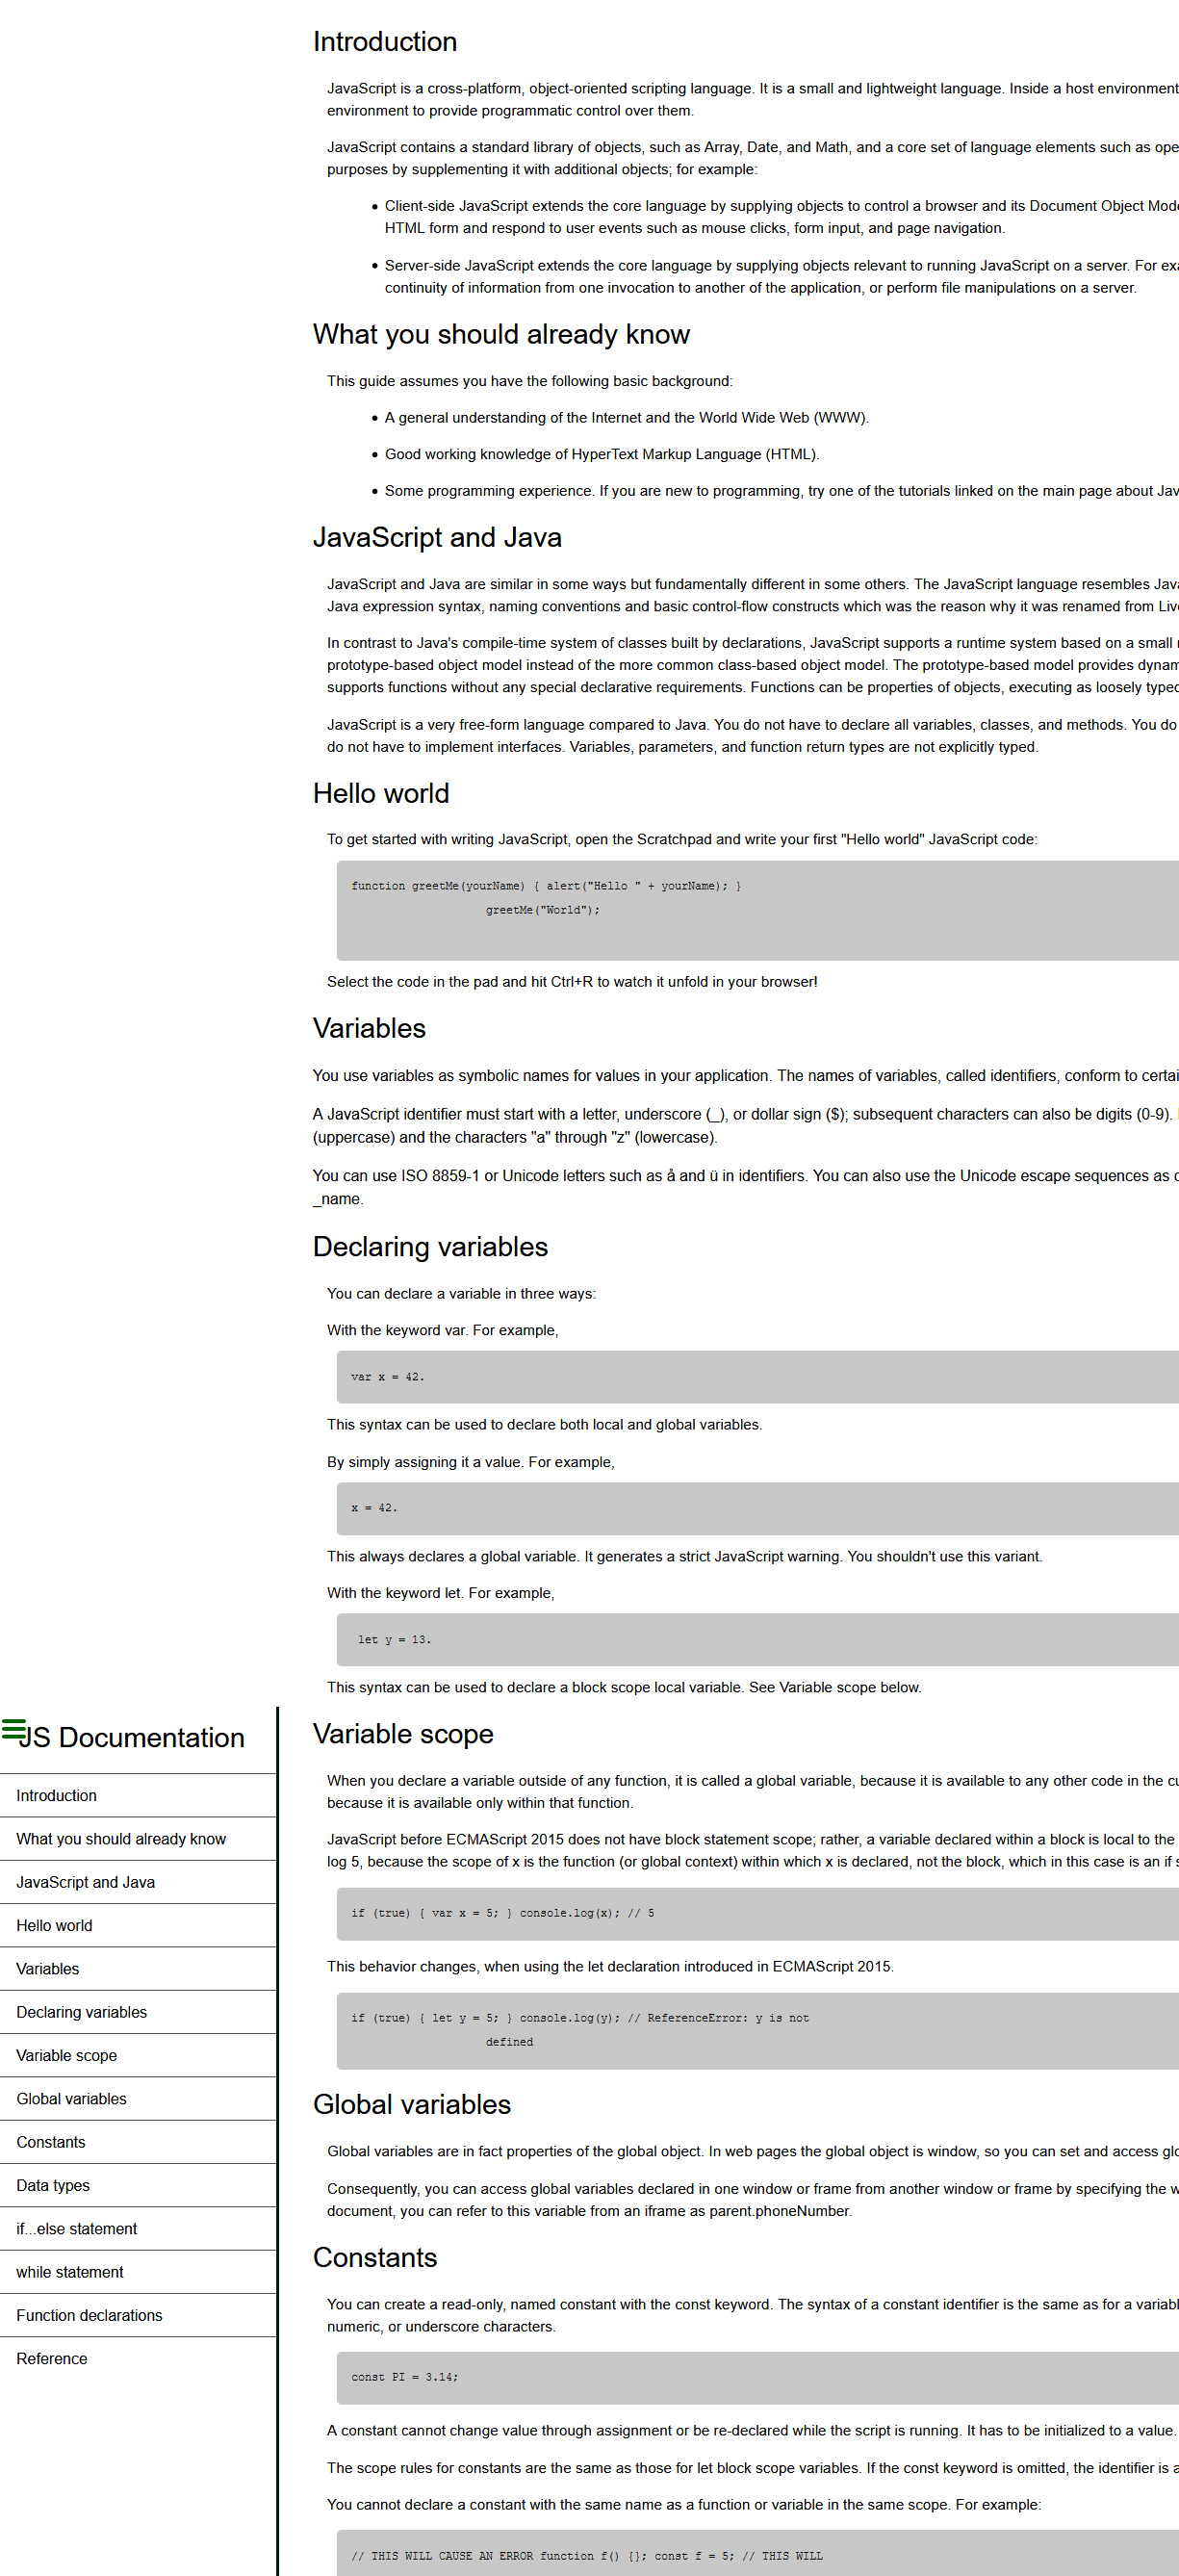 Introduction
JavaScript is a cross-platform, object-oriented scripting language. It is a small and lightweight language. Inside a host environment
environment to provide programmatic control over them.
JavaScript contains a standard library of objects, such as Array, Date, and Math, and a core set of language elements such as ope
purposes by supplementing it with additional objects; for example:
• Client-side JavaScript extends the core language by supplying objects to control a browser and its Document Object Mode
HTML form and respond to user events such as mouse clicks, form input, and page navigation.
• Server-side JavaScript extends the core language by supplying objects relevant to running JavaScript on a server. For exa
continuity of information from one invocation to another of the application, or perform file manipulations on a server.
What you should already know
This guide assumes you have the following basic background:
• A general understanding of the Internet and the World Wide Web (WWW).
• Good working knowledge of HyperText Markup Language (HTML).
• Some programming experience. If you are new to programming, try one of the tutorials linked on the main page about Jav
JavaScript and Java
JavaScript and Java are similar in some ways but fundamentally different in some others. The JavaScript language resembles Java
Java expression syntax, naming conventions and basic control-flow constructs which was the reason why it was renamed from Live
In contrast to Java's compile-time system of classes built by declarations, JavaScript supports a runtime system based on a small
prototype-based object model instead of the more common class-based object model. The prototype-based model provides dynam
supports functions without any special declarative requirements. Functions can be properties of objects, executing as loosely typed
JavaScript is a very free-form language compared to Java. You do not have to declare all variables, classes, and methods. You do
do not have to implement interfaces. Variables, parameters, and function return types are not explicitly typed.
Hello world
To get started with writing JavaScript, open the Scratchpad and write your first "Hello world" JavaScript code:
function greetMe(yourName) { alert("Hello " + yourName); }
greetMe("World");
Select the code in the pad and hit Ctrl+R to watch it unfold in your browser!
Variables
You use variables as symbolic names for values in your application. The names of variables, called identifiers, conform to certai
A JavaScript identifier must start with a letter, underscore (_), or dollar sign ($); subsequent characters can also be digits (0-9).
(uppercase) and the characters "a" through "z" (lowercase).
You can use ISO 8859-1 or Unicode letters such as å and ü in identifiers. You can also use the Unicode escape sequences as c
_name.
Declaring variables
You can declare a variable in three ways:
With the keyword var. For example,
var x = 42.
This syntax can be used to declare both local and global variables.
By simply assigning it a value. For example,
x = 42.
This always declares a global variable. It generates a strict JavaScript warning. You shouldn't use this variant.
With the keyword let. For example,
let y = 13.
This syntax can be used to declare a block scope local variable. See Variable scope below.
JS Documentation
Introduction
What you should already know
JavaScript and Java
Hello world
Variables
Declaring variables
Variable scope
Global variables
Constants
Data types
if...else statement
while statement
Function declarations
Reference
Variable scope
When you declare a variable outside of any function, it is called a global variable, because it is available to any other code in the cu
because it is available only within that function.
JavaScript before ECMAScript 2015 does not have block statement scope; rather, a variable declared within a block is local to the
log 5, because the scope of x is the function (or global context) within which x is declared, not the block, which in this case is an if s
if (true) { var x = 5; } console.log(x); // 5
This behavior changes, when using the let declaration introduced in ECMAScript 2015.
if (true) { let y = 5; } console.log(y); // ReferenceError: y is not
defined
Global variables
Global variables are in fact properties of the global object. In web pages the global object is window, so you can set and access glo
Consequently, you can access global variables declared in one window or frame from another window or frame by specifying the w
document, you can refer to this variable from an iframe as parent.phoneNumber.
Constants
You can create a read-only, named constant with the const keyword. The syntax of a constant identifier is the same as for a variabl
numeric, or underscore characters.
const PI = 3.14;
A constant cannot change value through assignment or be re-declared while the script is running. It has to be initialized to a value.
The scope rules for constants are the same as those for let block scope variables. If the const keyword is omitted, the identifier is a
You cannot declare a constant with the same name as a function or variable in the same scope. For example:
// THIS WILL CAUSE AN ERROR function f() {}; const f = 5; // THIS WILL